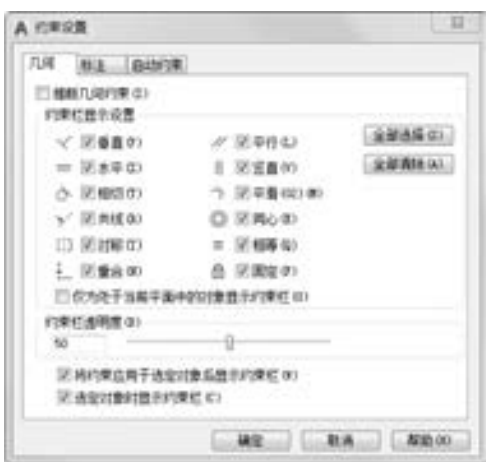 A 约束设置
几何 标注 自动约束
推断几何约束(I)
约束栏显示设置
垂直(P) 平行(L) 全部选择(S)
水平(Z) 竖直(V) 全部清除(A)
相切(T) 平滑(G2)(M)
共线(X) 同心(O)
对称(C) 相等(Q)
重合(N) 固定(F)
仅为处于当前平面中的对象显示约束栏(O)
约束栏透明度(B)
50
将约束应用于选定对象后显示约束栏(W)
选定对象时显示约束栏(C)
确定 取消 帮助(H)